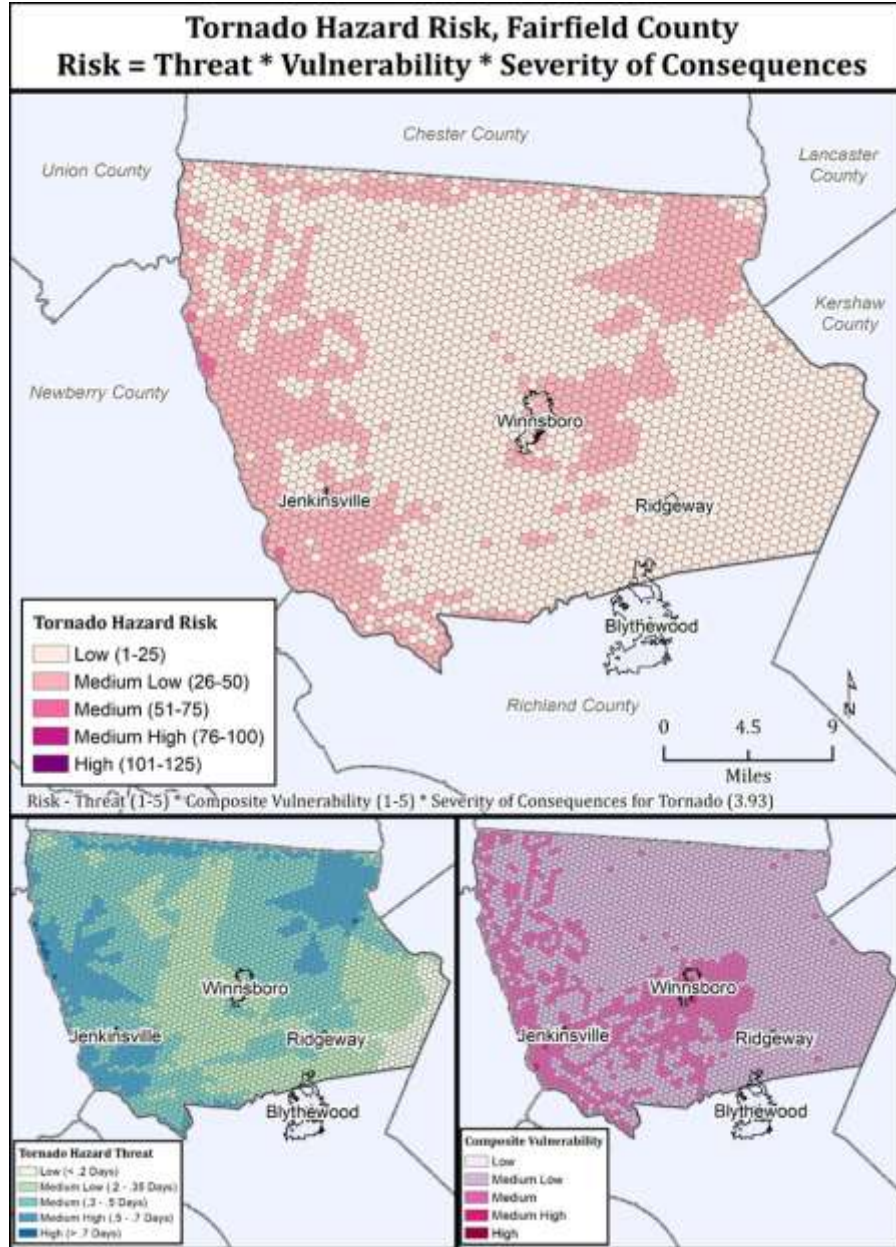 Tornado Hazard Risk, Fairfield County
Risk = Threat * Vulnerability * Severity of Consequences
Chester County
Union County
Lancaster
County
Kershaw
County
Newberry County
Winnsboro
Jenkinsville
Ridgeway
Blythewood
Richland County
Tornado Hazard Risk
Low (1-25)
Medium Low (26-50)
Medium (51-75)
Medium High (76-100)
High (101-125)
N
0 4.5 9
Miles
Risk - Threat (1-5) * Composite Vulnerability (1-5) * Severity of Consequences for Tornado (3.93)
Winnsboro
Jenkinsville
Ridgeway
Blythewood
Tornado Hazard Threat
Low (< .2 Days)
Medium Low (.2 - .35 Days)
Medium (.3 - .5 Days)
Medium High (.5 - .7 Days)
High (> .7 Days)
Winnsboro
Jenkinsville
Ridgeway
Blythewood
Composite Vulnerability
Low
Medium Low
Medium
Medium High
High